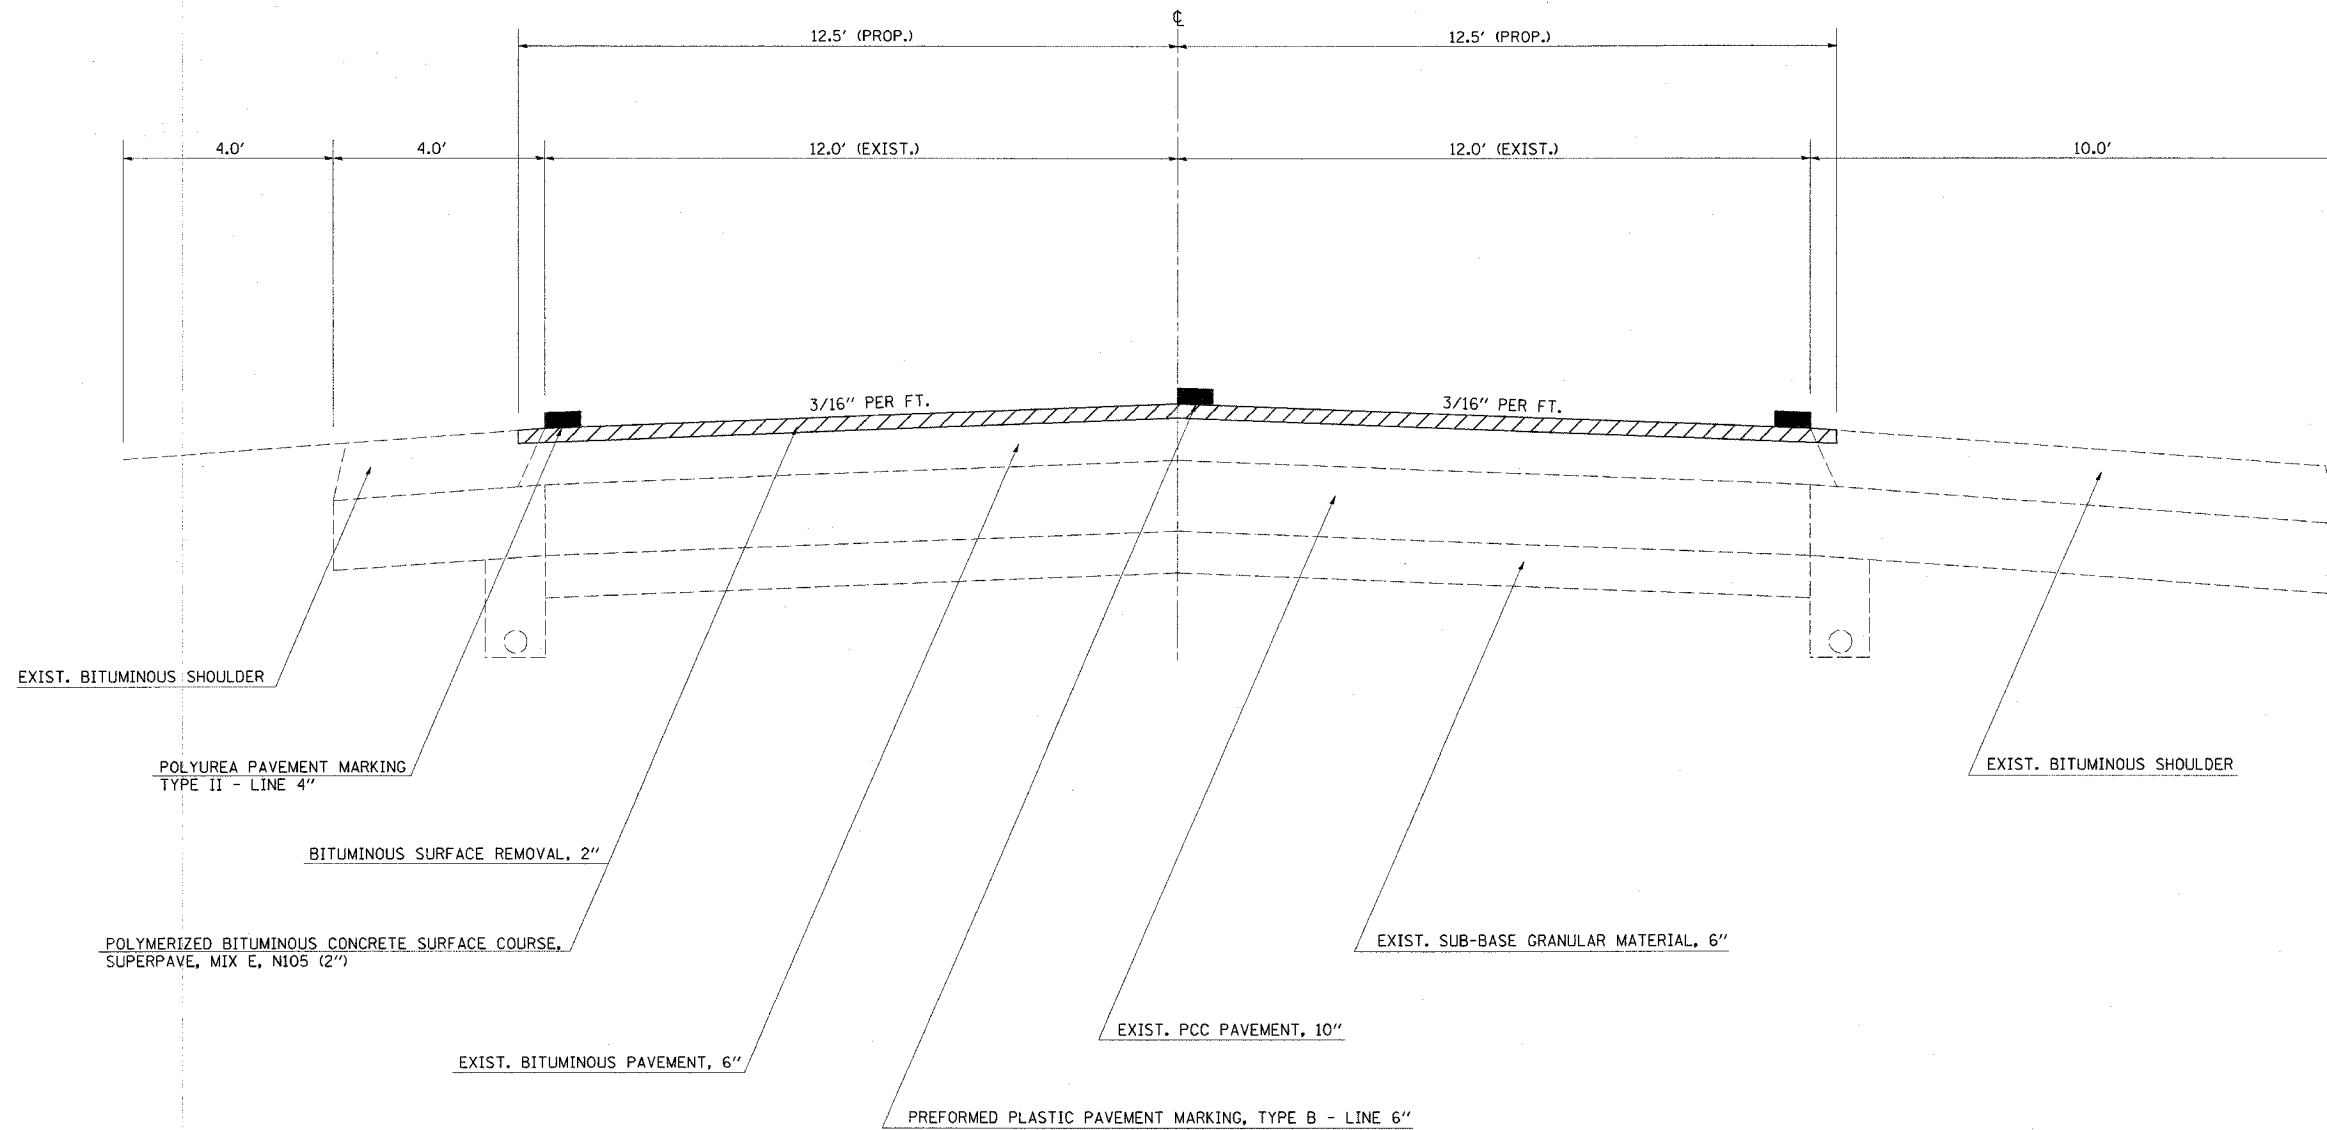 ℄
12.5' (PROP.)
12.5' (PROP.)
4.0'
4.0'
12.0' (EXIST.)
12.0' (EXIST.)
10.0'
3/16" PER FT.
3/16" PER FT.
EXIST. BITUMINOUS SHOULDER
POLYUREA PAVEMENT MARKING
TYPE II - LINE 4"
EXIST. BITUMINOUS SHOULDER
BITUMINOUS SURFACE REMOVAL, 2"
POLYMERIZED BITUMINOUS CONCRETE SURFACE COURSE,
SUPERPAVE, MIX E, N105 (2")
EXIST. SUB-BASE GRANULAR MATERIAL, 6"
EXIST. PCC PAVEMENT, 10"
EXIST. BITUMINOUS PAVEMENT, 6"
PREFORMED PLASTIC PAVEMENT MARKING, TYPE B - LINE 6"